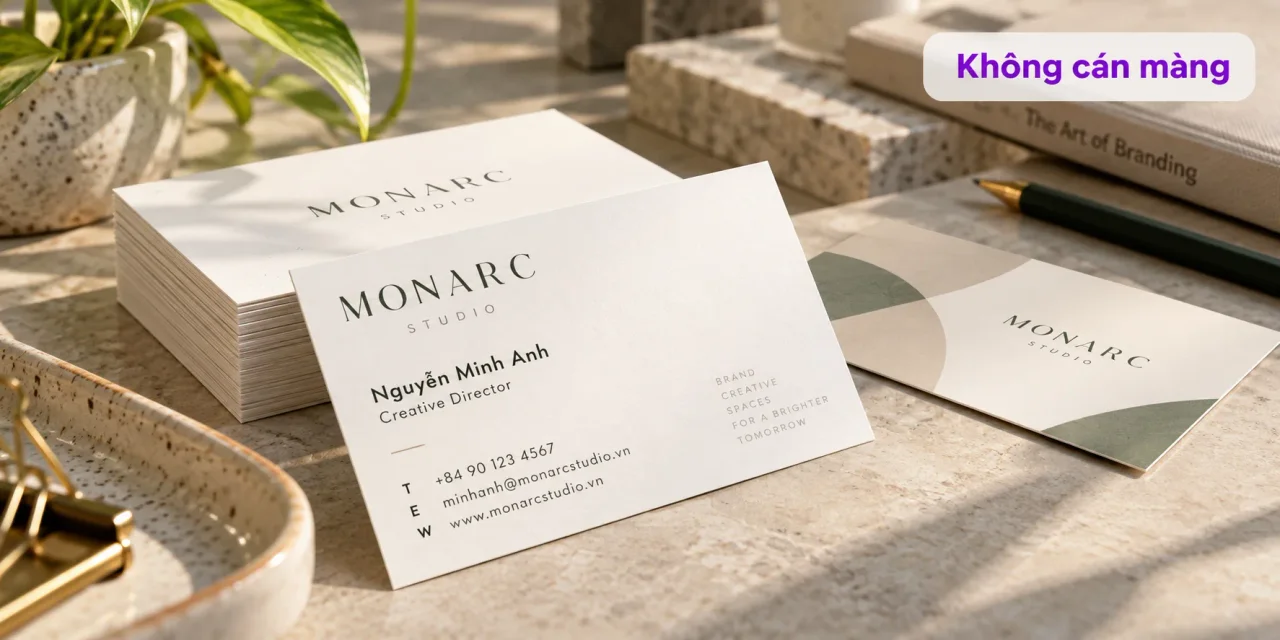 Không cán màng
The Art of Branding
MONARC
STUDIO
MONARC
STUDIO
Nguyễn Minh Anh
Creative Director
T +84 90 123 4567
E minhanh@monarcstudio.vn
W www.monarcstudio.vn
BRAND
CREATIVE
SPACES
FOR A BRIGHTER
TOMORROW
MONARC
STUDIO